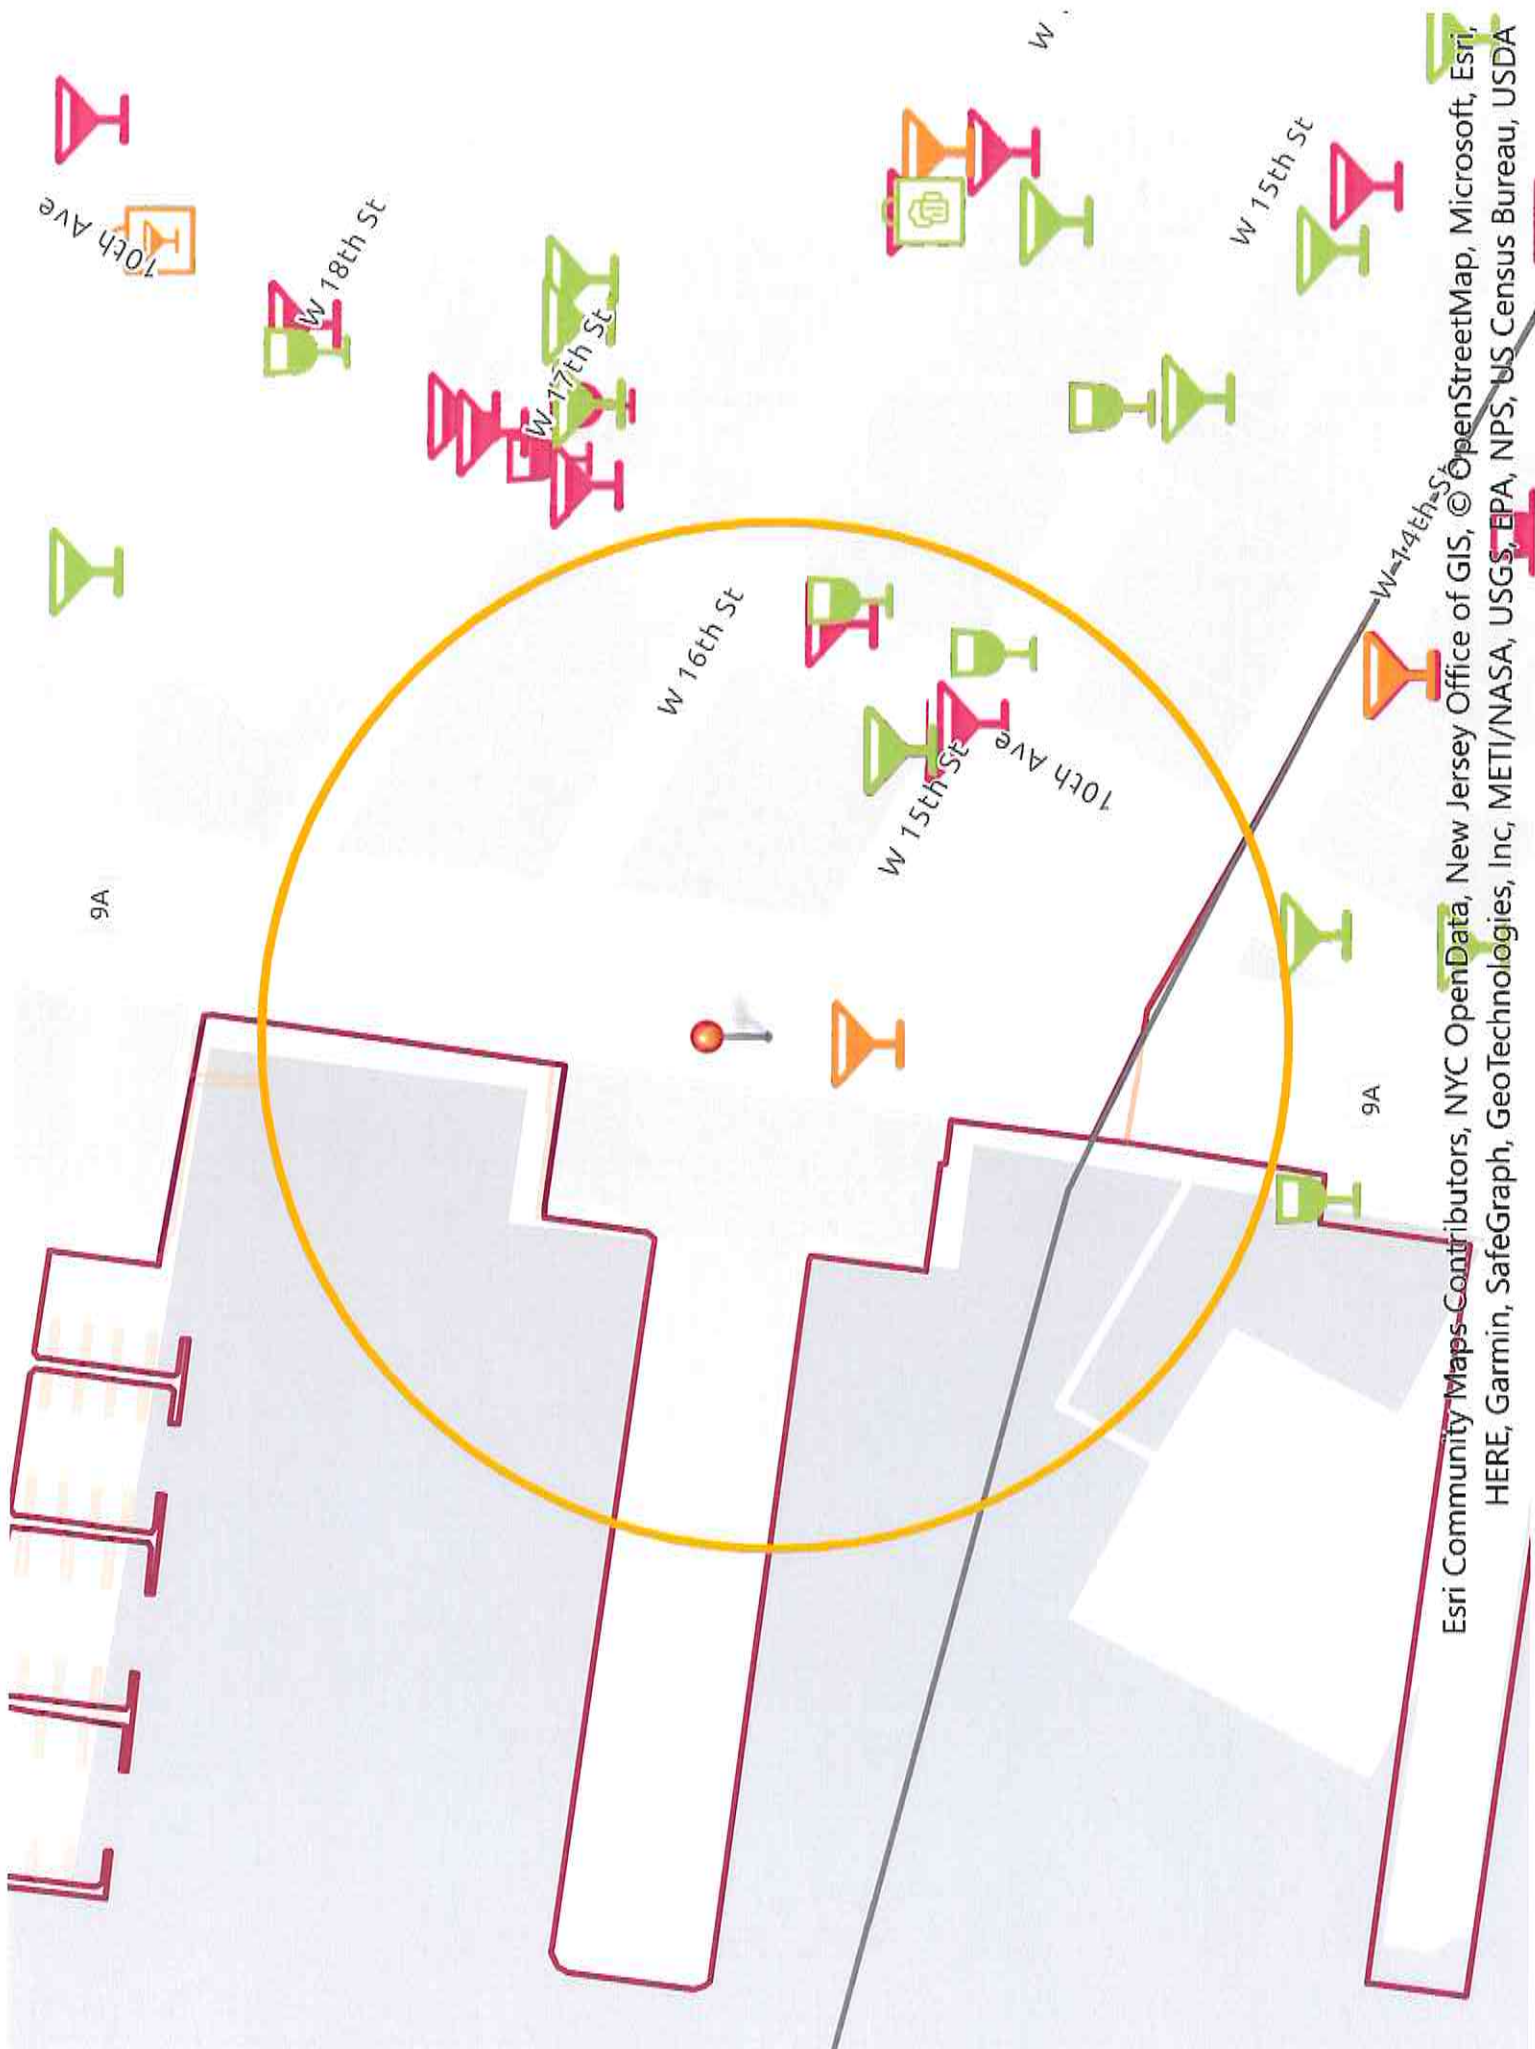 W
10th Ave
W 18th St
W 15th St
W 17th St
W 16th St
W=14th=St
10th Ave
W 15th St
9A
9A
Esri Community Maps Contributors, NYC OpenData, New Jersey Office of GIS, © OpenStreetMap, Microsoft, Esri,
HERE, Garmin, SafeGraph, GeoTechnologies, Inc, METI/NASA, USGS, EPA, NPS, US Census Bureau, USDA